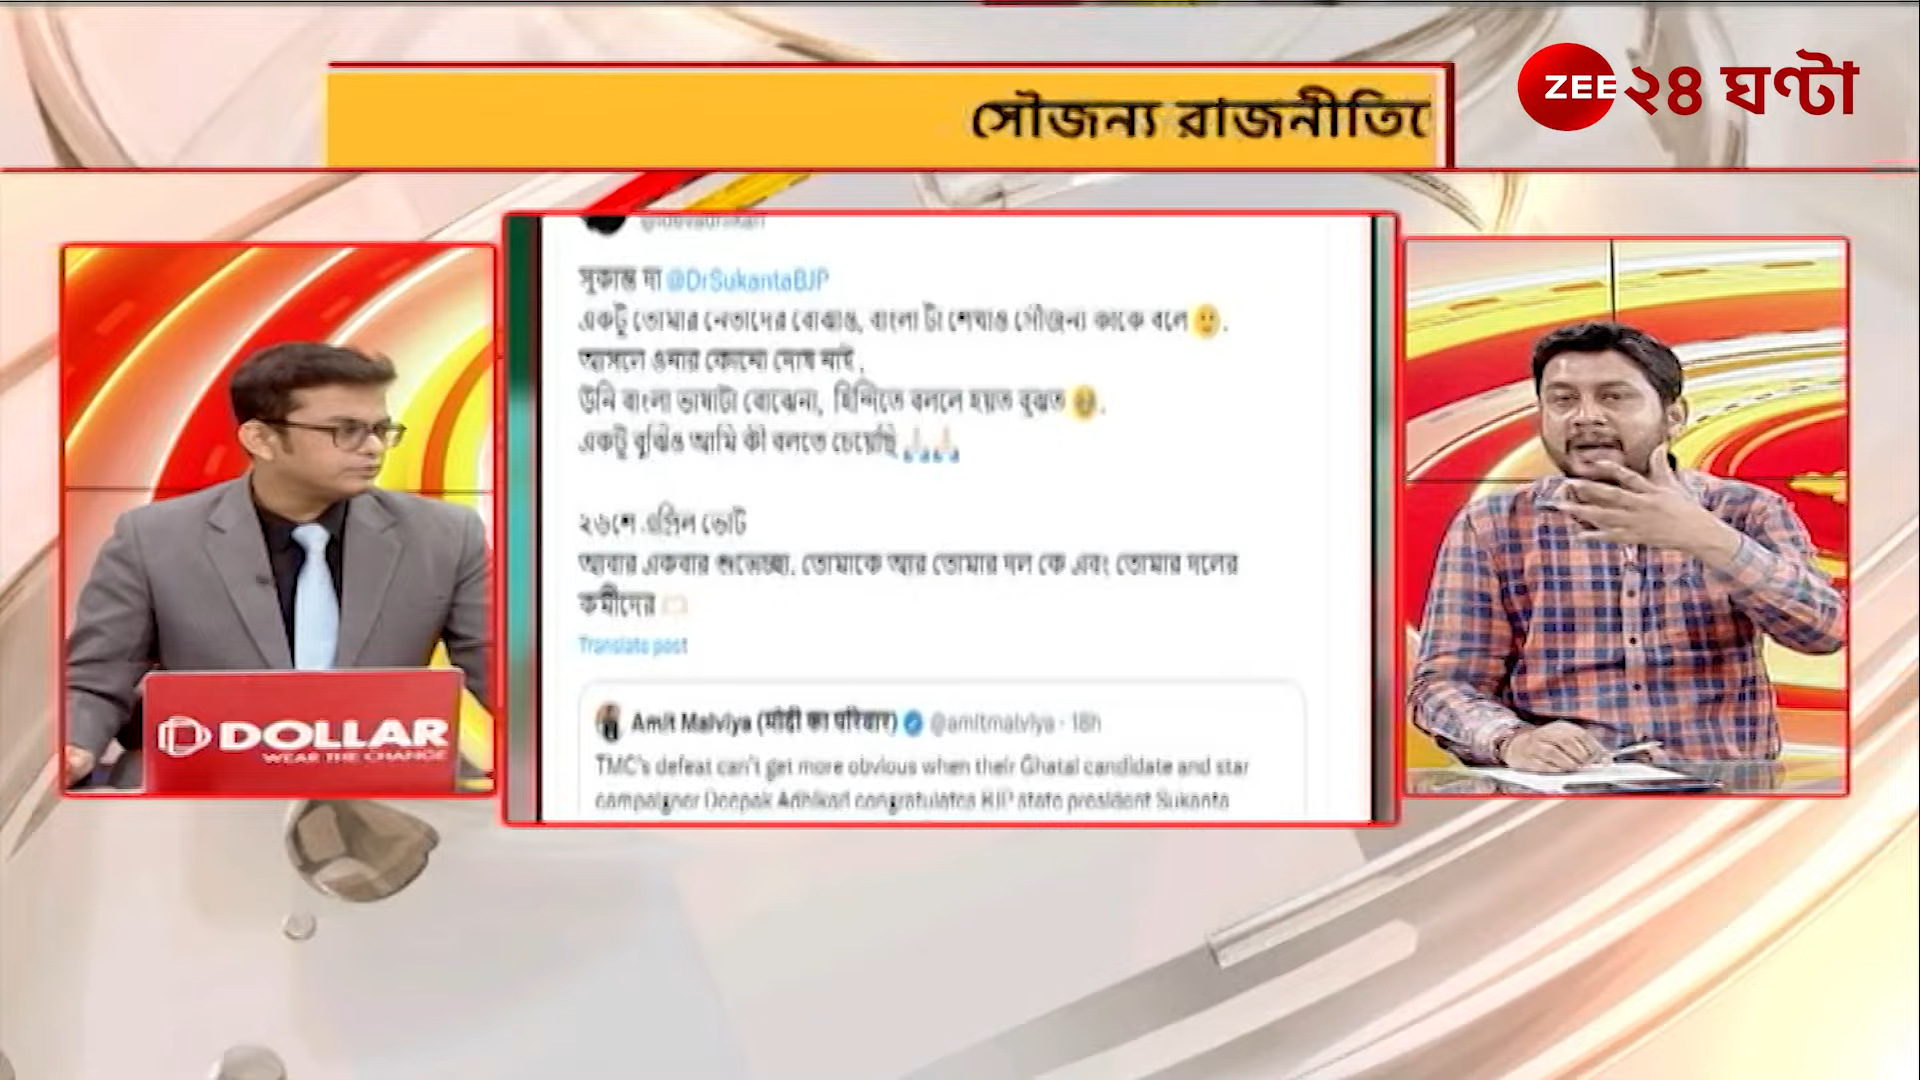 সৌজন্য রাজনীতিতে
ZEE ২৪ ঘণ্টা
@idevadhikari
সুকান্ত দা @DrSukantaBJP
একটু তোমার নেতাদের বোঝাও, বাংলা টা শেখাও সৌজন্য কাকে বলে 🙂.
আসলে ওনার কোনো দোষ নাই.
উনি বাংলা ভাষাটা বোঝেনা, হিন্দিতে বললে হয়ত বুঝত
একটু বুঝিও আমি কী বলতে চেয়েছি 🙏🏻🙏🏻
২৬শে এপ্রিল ভোট
আবার একবার শুভেচ্ছা. তোমাকে আর তোমার দল কে এবং তোমার দলের
কর্মীদের
Translate post
Amit Malviya (मोदी का परिवार) @amitmalviya · 18h
TMC's defeat can't get more obvious when their Ghatal candidate and star
campaigner Deepak Adhikari congratulates BJP state president Sukanta
DOLLAR
WEAR THE CHANGE